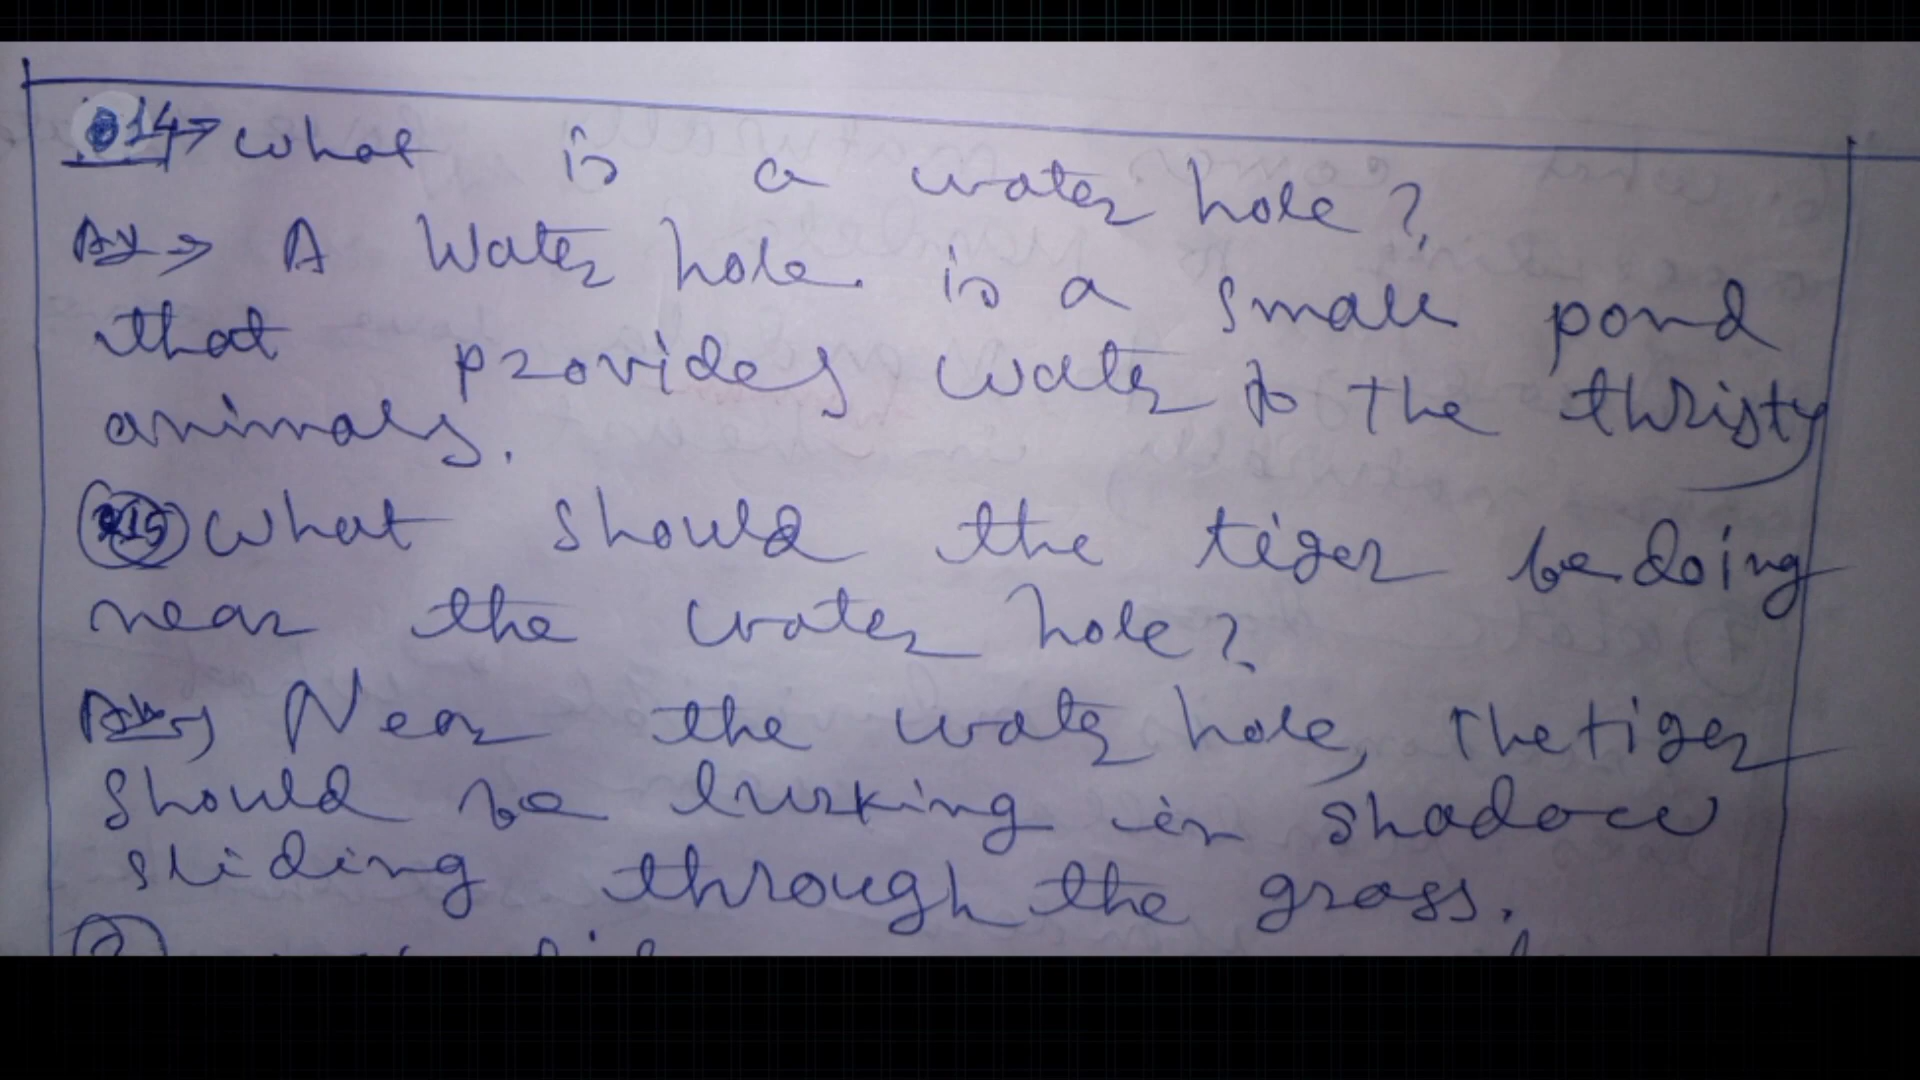 14→ what is a water hole?
Ans→ A Water hole is a small pond
that provides water to the thristy
animals.
15 What should the tiger be doing
near the water hole?
Ans→ Near the water hole, The tiger
should be lurking in shadow
sliding through the grass.